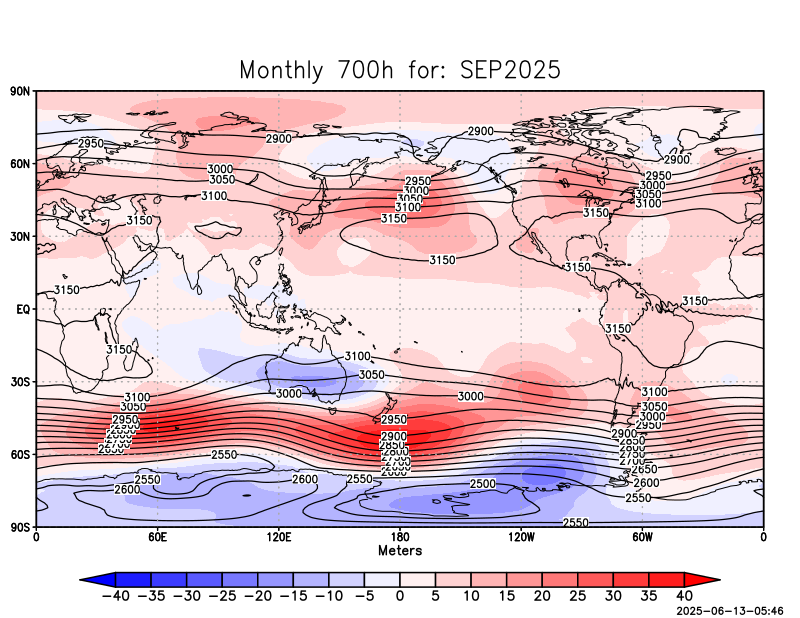 Monthly 700h for: SEP2025
90N
2900 2900
2950
60N 2900
3000 2950 2950
3050 3000 3000
3100 3050 3050
3100 3100
3150 3150 3150
30N
3150 3150
3150 3150
EQ
3150
3150 3100
3050
30S
3100 3000 3000 3100
3050 3050
2950 2950 3000
2950
2900 2900
2850
2650
60S 2550 2650
2550 2600 2550 2500 2600
2600 2550
90S 2550
0 60E 120E 180 120W 60W 0
Meters
−40 −35 −30 −25 −20 −15 −10 −5 0 5 10 15 20 25 30 35 40
2025-06-13-05:46